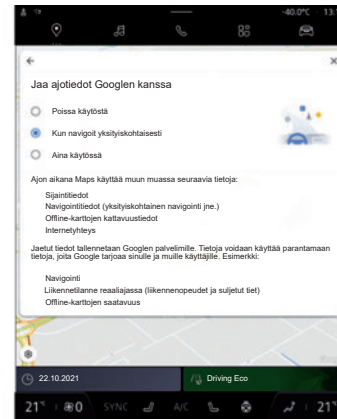 -40.0°C 13:
Jaa ajotiedot Googlen kanssa
Poissa käytöstä
Kun navigoit yksityiskohtaisesti
Aina käytössä
Ajon aikana Maps käyttää muun muassa seuraavia tietoja:
Sijaintitiedot
Navigointitiedot (yksityiskohtainen navigointi jne.)
Offline-karttojen kattavuustiedot
Internetyhteys
Jaetut tiedot tallennetaan Googlen palvelimille. Tietoja voidaan käyttää parantamaan
tietoja, joita Google tarjoaa sinulle ja muille käyttäjille. Esimerkki:
Navigointi
Liikennetilanne reaaliajassa (liikennenopeudet ja suljetut tiet)
Offline-karttojen saatavuus
22.10.2021
Driving Eco
21° 0 SYNC A/C 21°